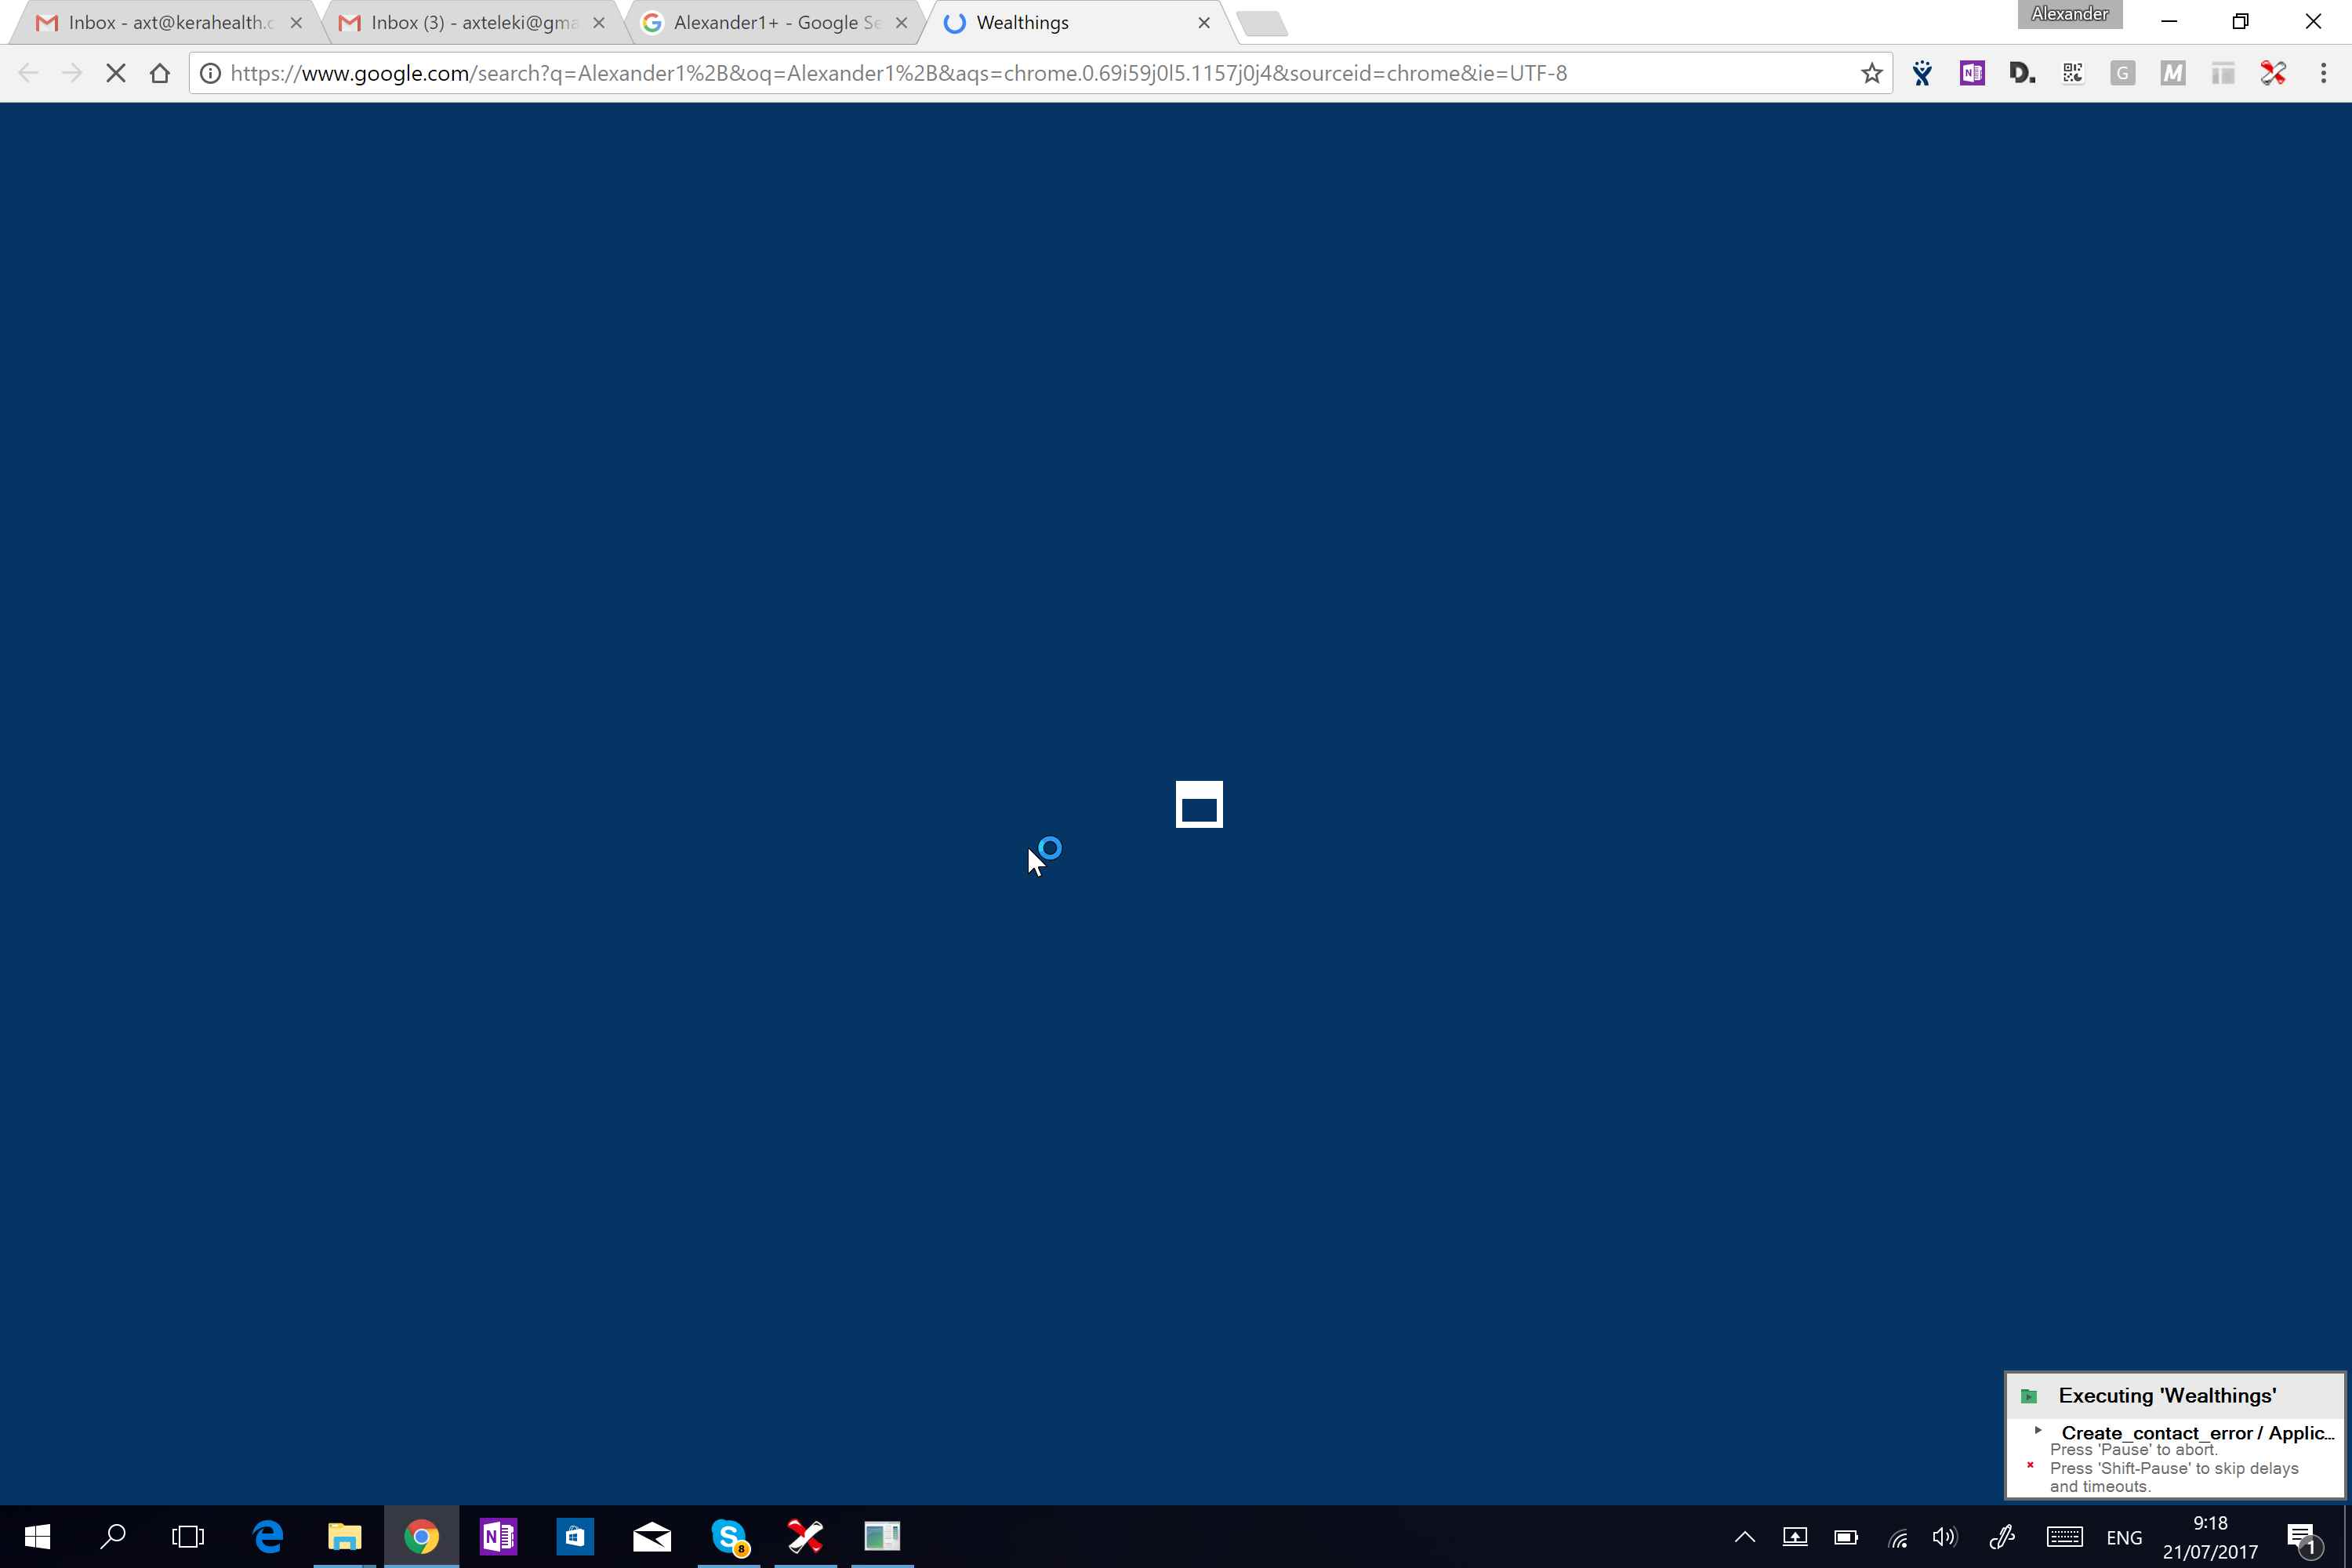 Inbox - axt@kerahealth.c
Inbox (3) - axteleki@gma
Alexander1+ - Google Se
Wealthings
Alexander
https://www.google.com/search?q=Alexander1%2B&oq=Alexander1%2B&aqs=chrome.0.69i59j0l5.1157j0j4&sourceid=chrome&ie=UTF-8
N
D.
G
M
Executing 'Wealthings'
Create_contact_error / Applic...
Press 'Pause' to abort.
Press 'Shift-Pause' to skip delays
and timeouts.
N
S
8
ENG
9:18
21/07/2017
1